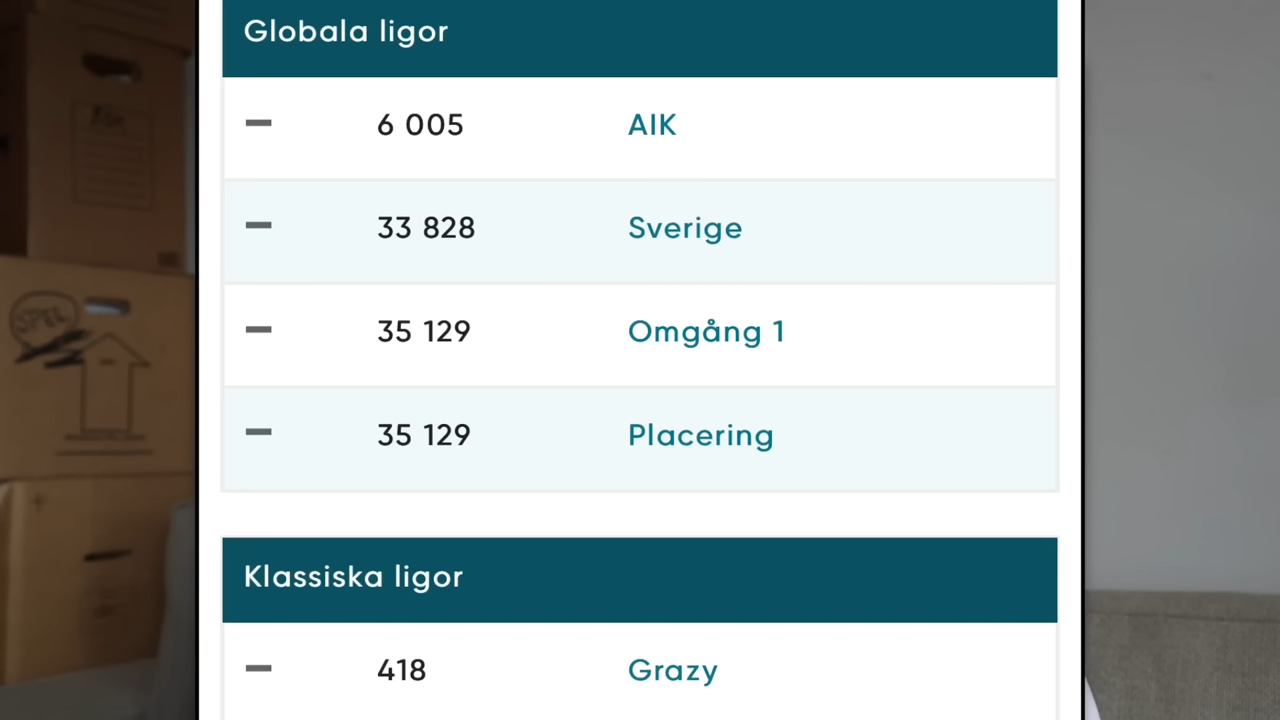 Globala ligor
6 005 AIK
33 828 Sverige
35 129 Omgång 1
35 129 Placering
Klassiska ligor
418 Grazy
SPEL